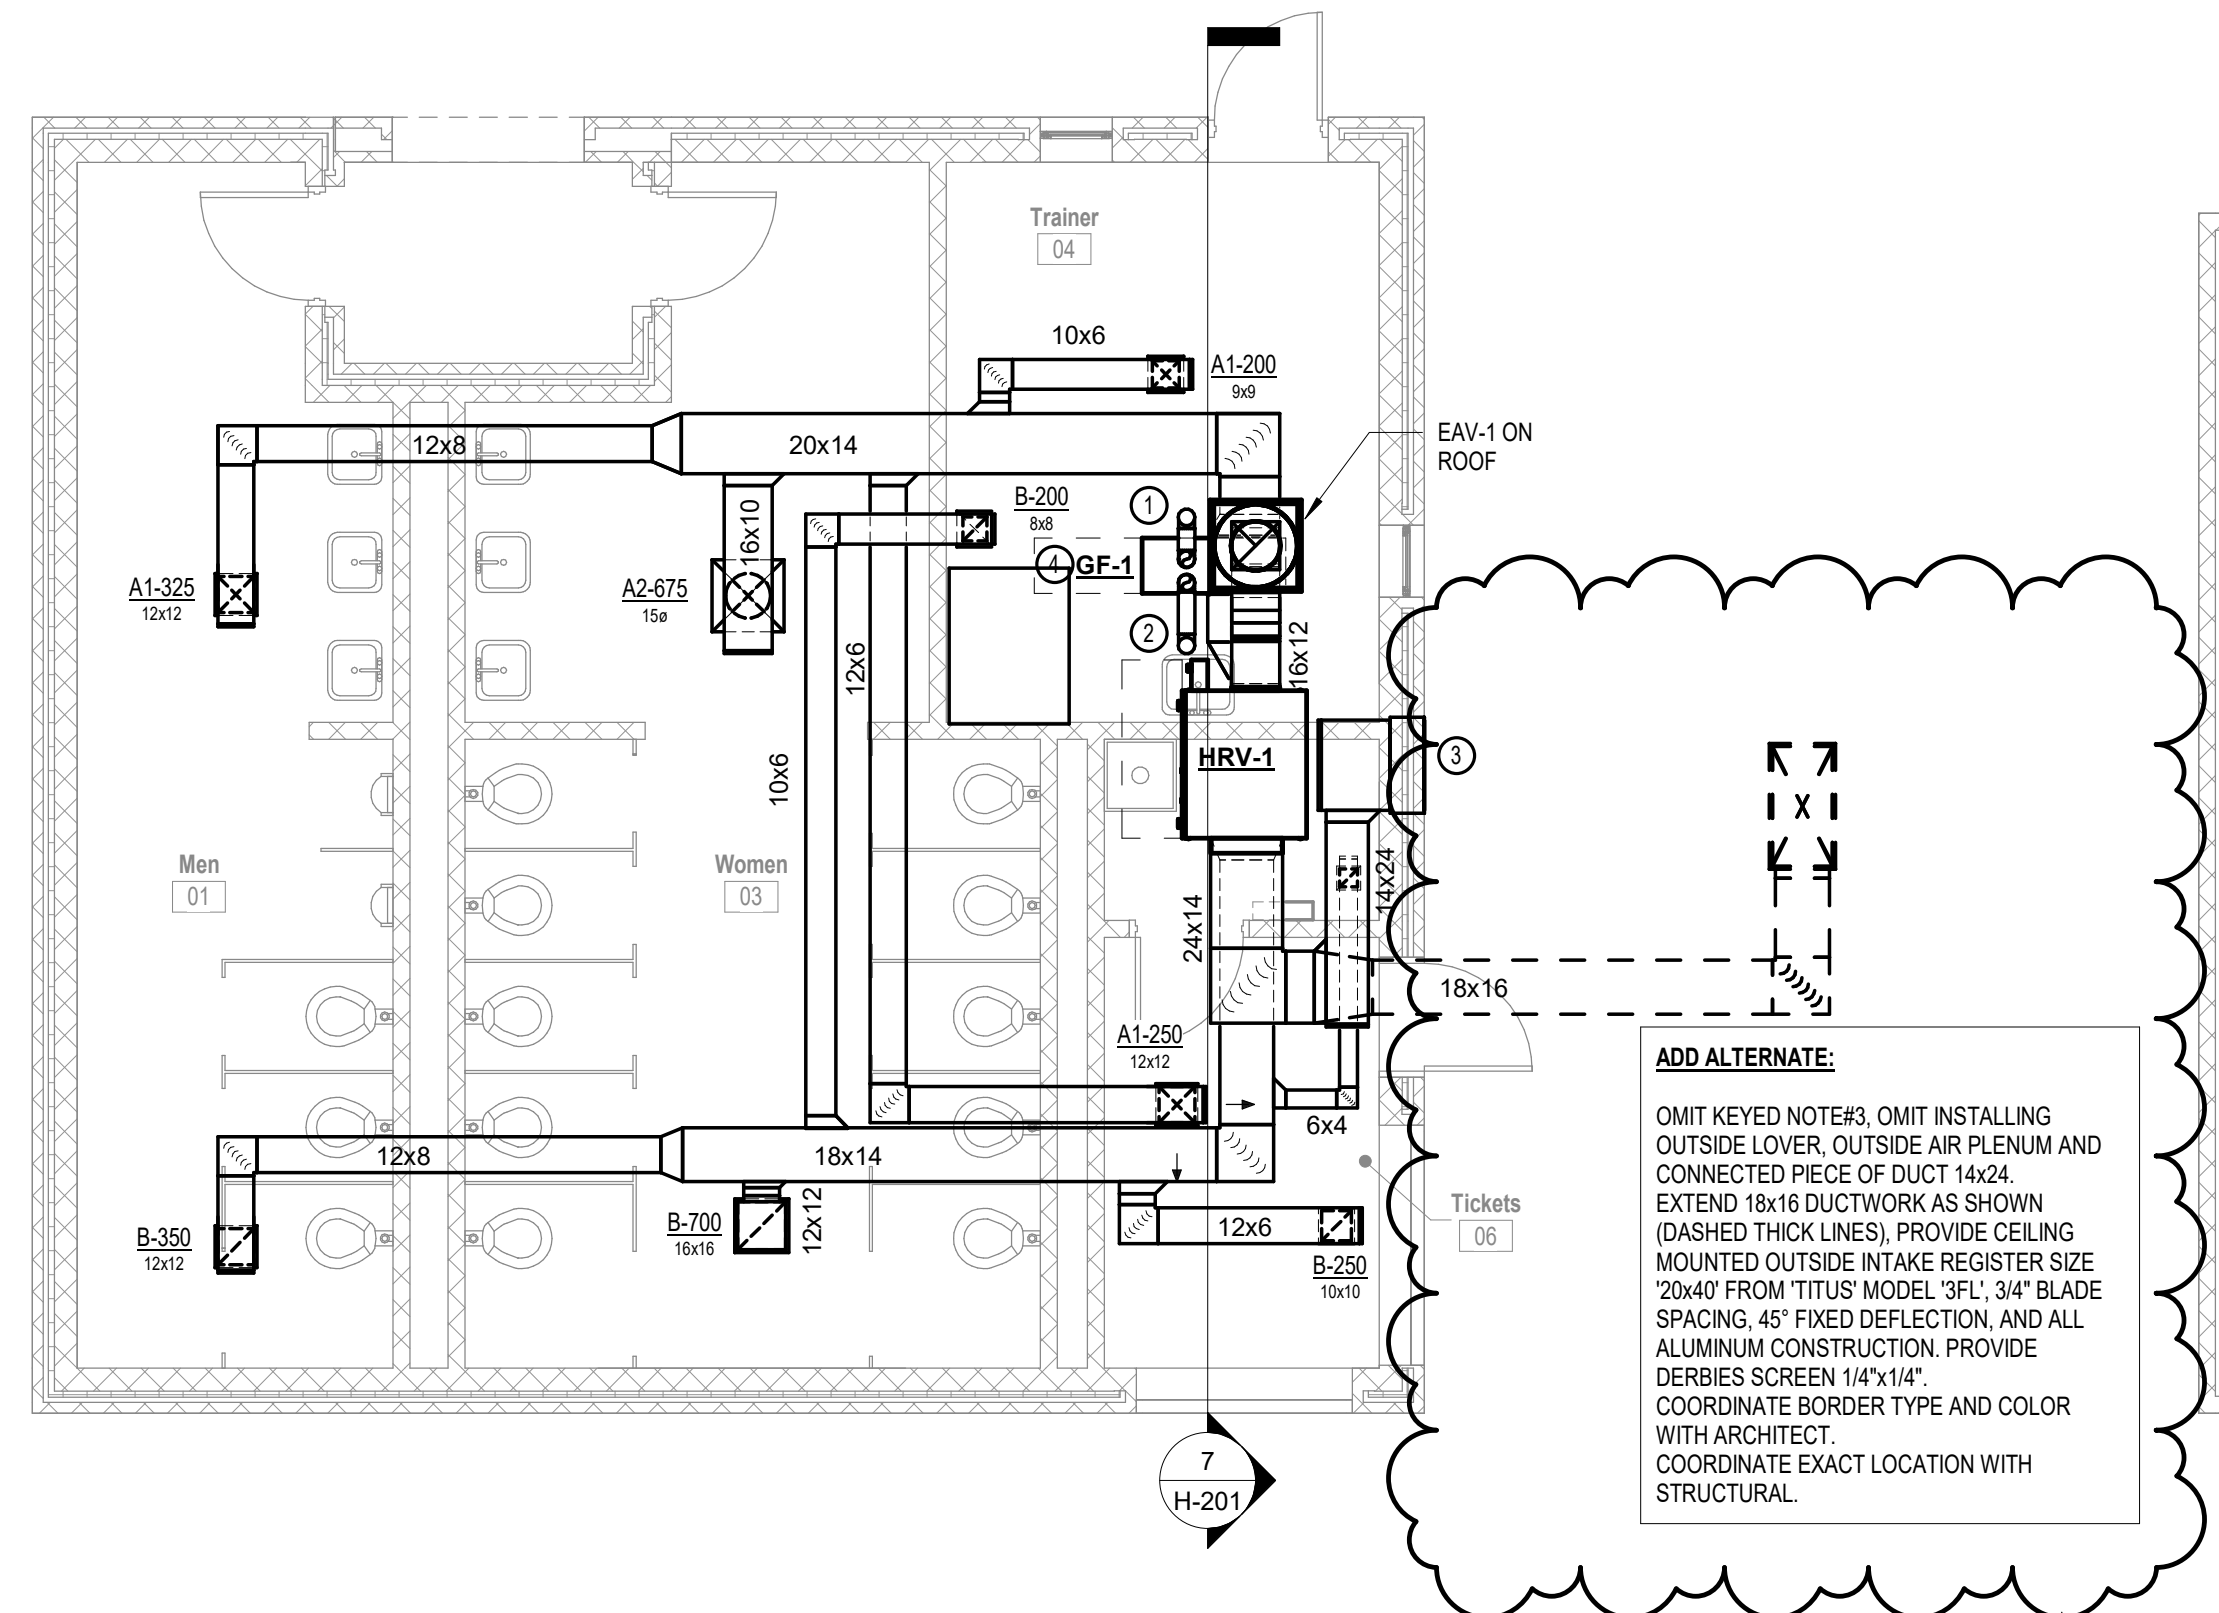 Trainer
04
10x6
A1-200
9x9
12x8
20x14
EAV-1 ON
ROOF
B-200
8x8
1
16x10
4
GF-1
A1-325
12x12
A2-675
15ø
2
12x6
16x12
10x6
HRV-1
3
Men
01
Women
03
14x24
24x14
18x16
A1-250
12x12
6x4
12x8
18x14
12x12
B-350
12x12
B-700
16x16
12x6
B-250
10x10
Tickets
06
7
H-201
ADD ALTERNATE:
OMIT KEYED NOTE#3, OMIT INSTALLING
OUTSIDE LOVER, OUTSIDE AIR PLENUM AND
CONNECTED PIECE OF DUCT 14x24.
EXTEND 18x16 DUCTWORK AS SHOWN
(DASHED THICK LINES), PROVIDE CEILING
MOUNTED OUTSIDE INTAKE REGISTER SIZE
'20x40' FROM 'TITUS' MODEL '3FL', 3/4" BLADE
SPACING, 45° FIXED DEFLECTION, AND ALL
ALUMINUM CONSTRUCTION. PROVIDE
DERBIES SCREEN 1/4"x1/4".
COORDINATE BORDER TYPE AND COLOR
WITH ARCHITECT.
COORDINATE EXACT LOCATION WITH
STRUCTURAL.